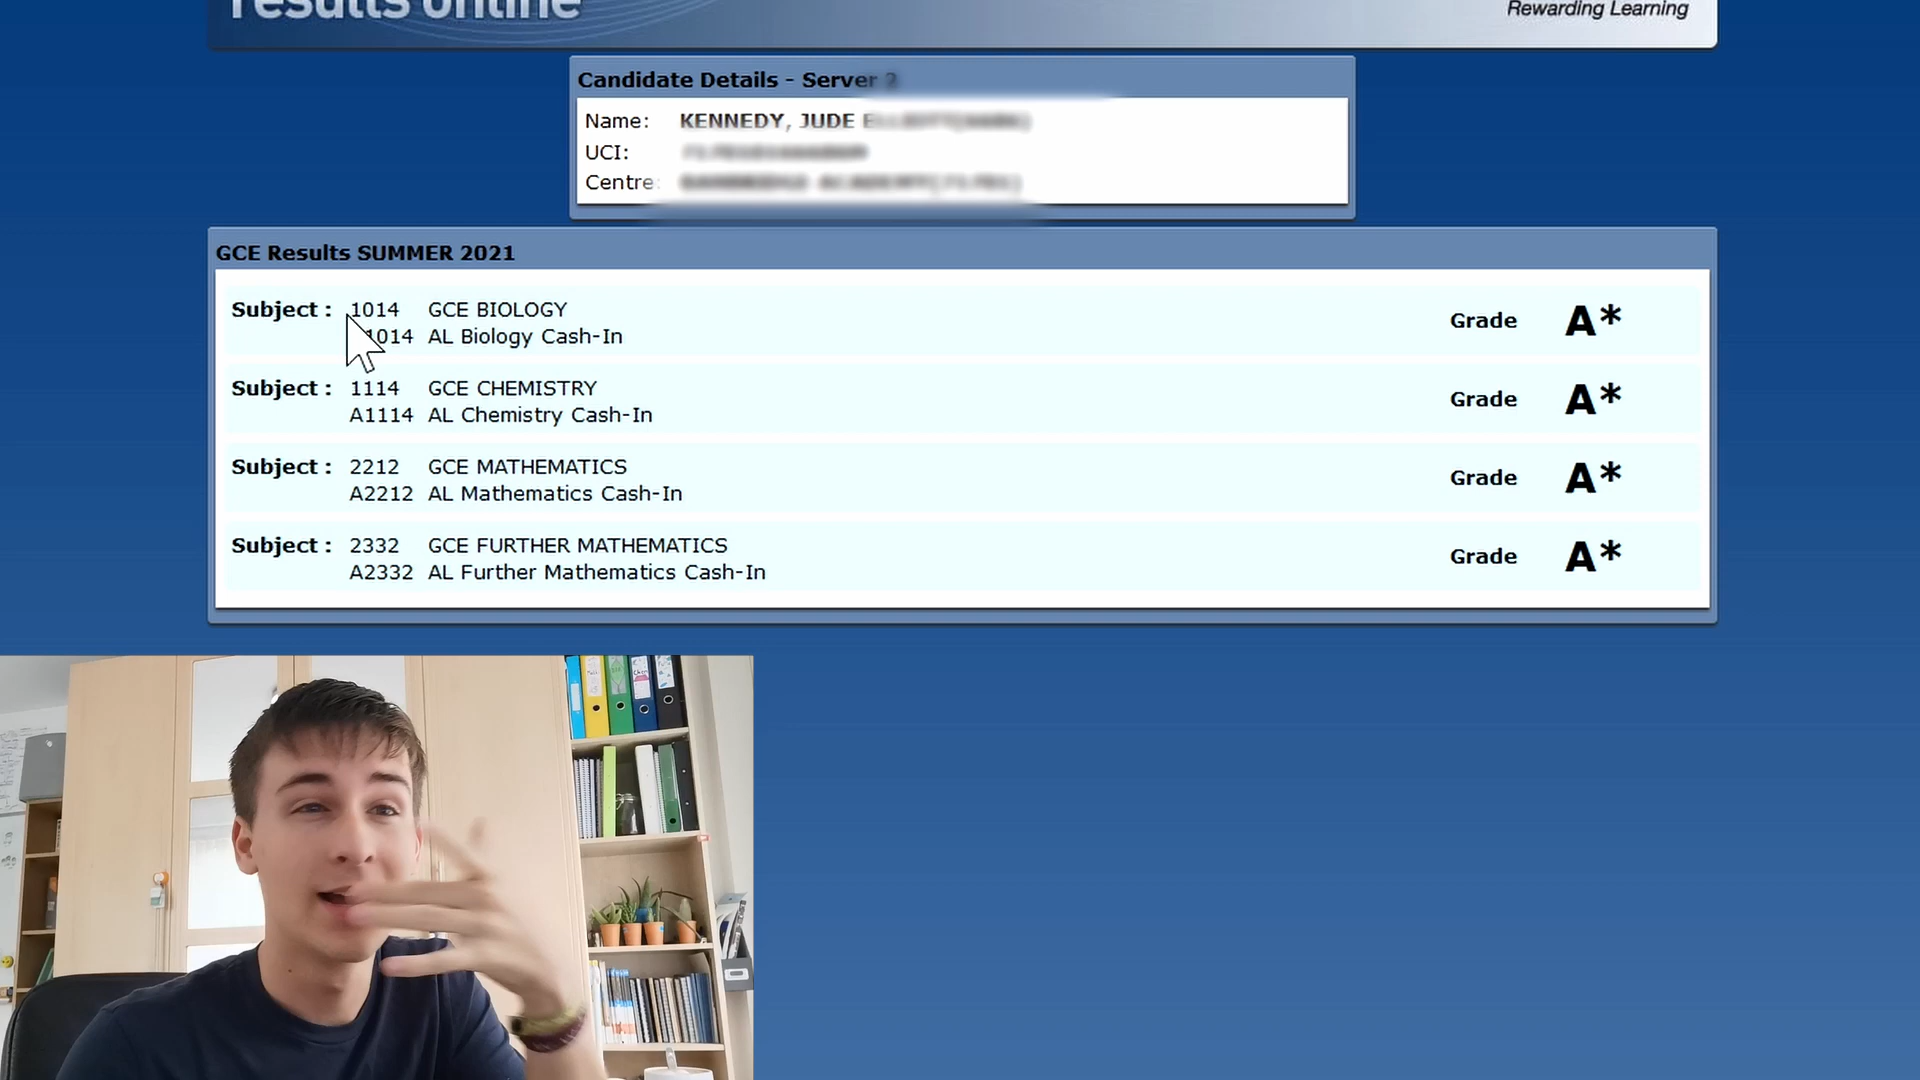 results online
Rewarding Learning
Candidate Details - Server 2
Name: KENNEDY, JUDE
UCI:
Centre:
GCE Results SUMMER 2021
Subject : 1014 GCE BIOLOGY
1014 AL Biology Cash-In
Grade A*
Subject : 1114 GCE CHEMISTRY
A1114 AL Chemistry Cash-In
Grade A*
Subject : 2212 GCE MATHEMATICS
A2212 AL Mathematics Cash-In
Grade A*
Subject : 2332 GCE FURTHER MATHEMATICS
A2332 AL Further Mathematics Cash-In
Grade A*